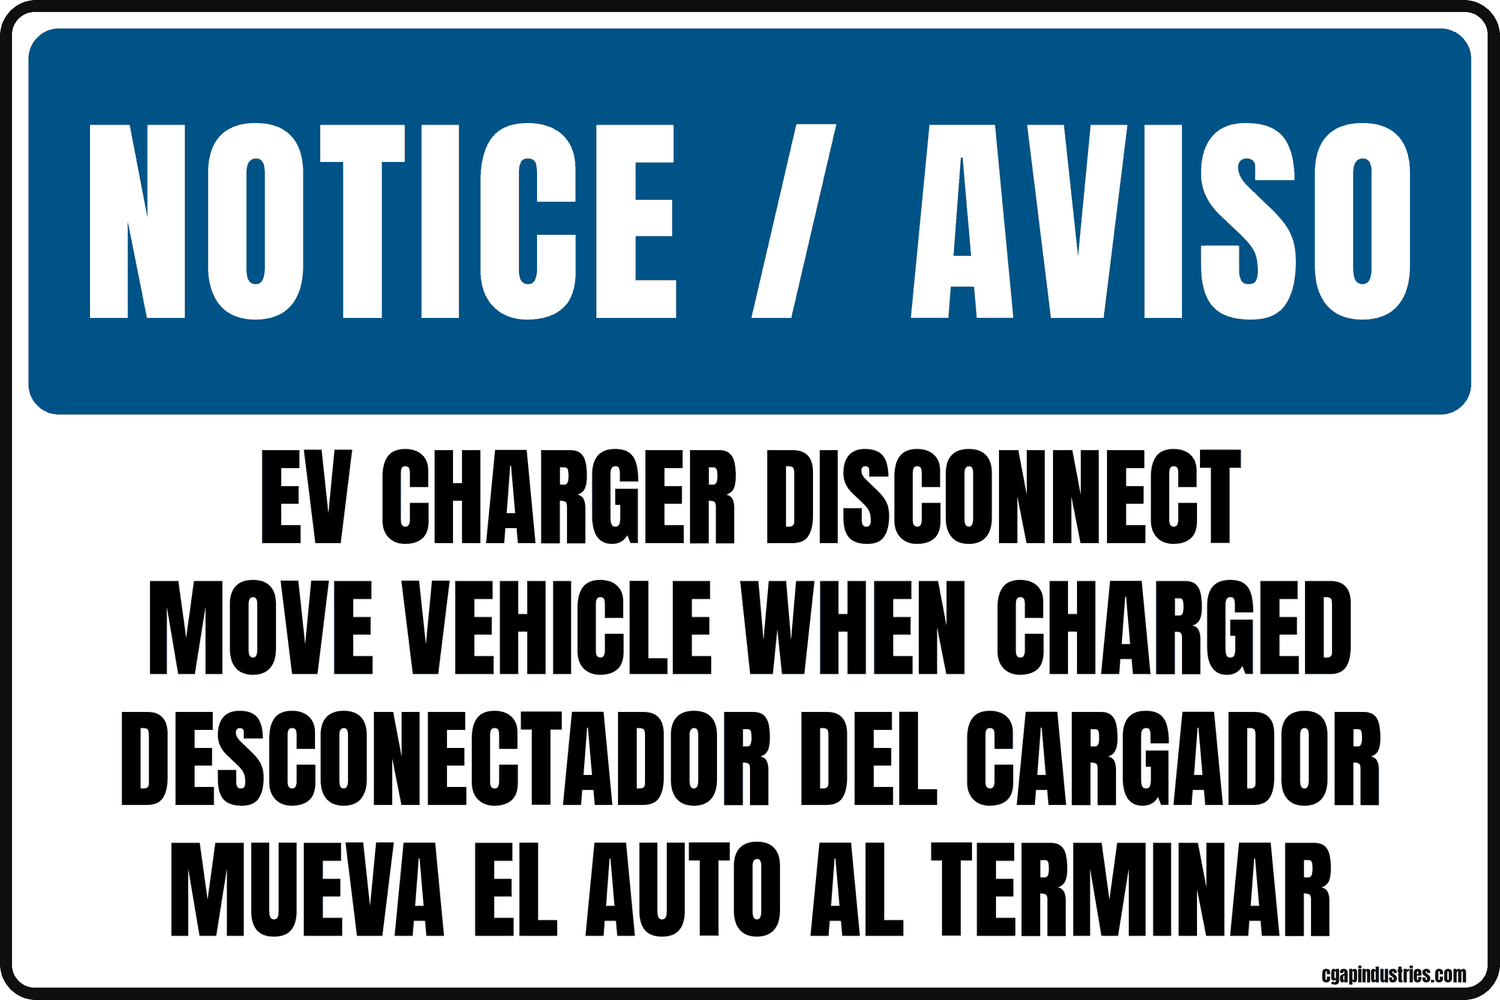 NOTICE / AVISO
EV CHARGER DISCONNECT
MOVE VEHICLE WHEN CHARGED
DESCONECTADOR DEL CARGADOR
MUEVA EL AUTO AL TERMINAR
cgapindustries.com